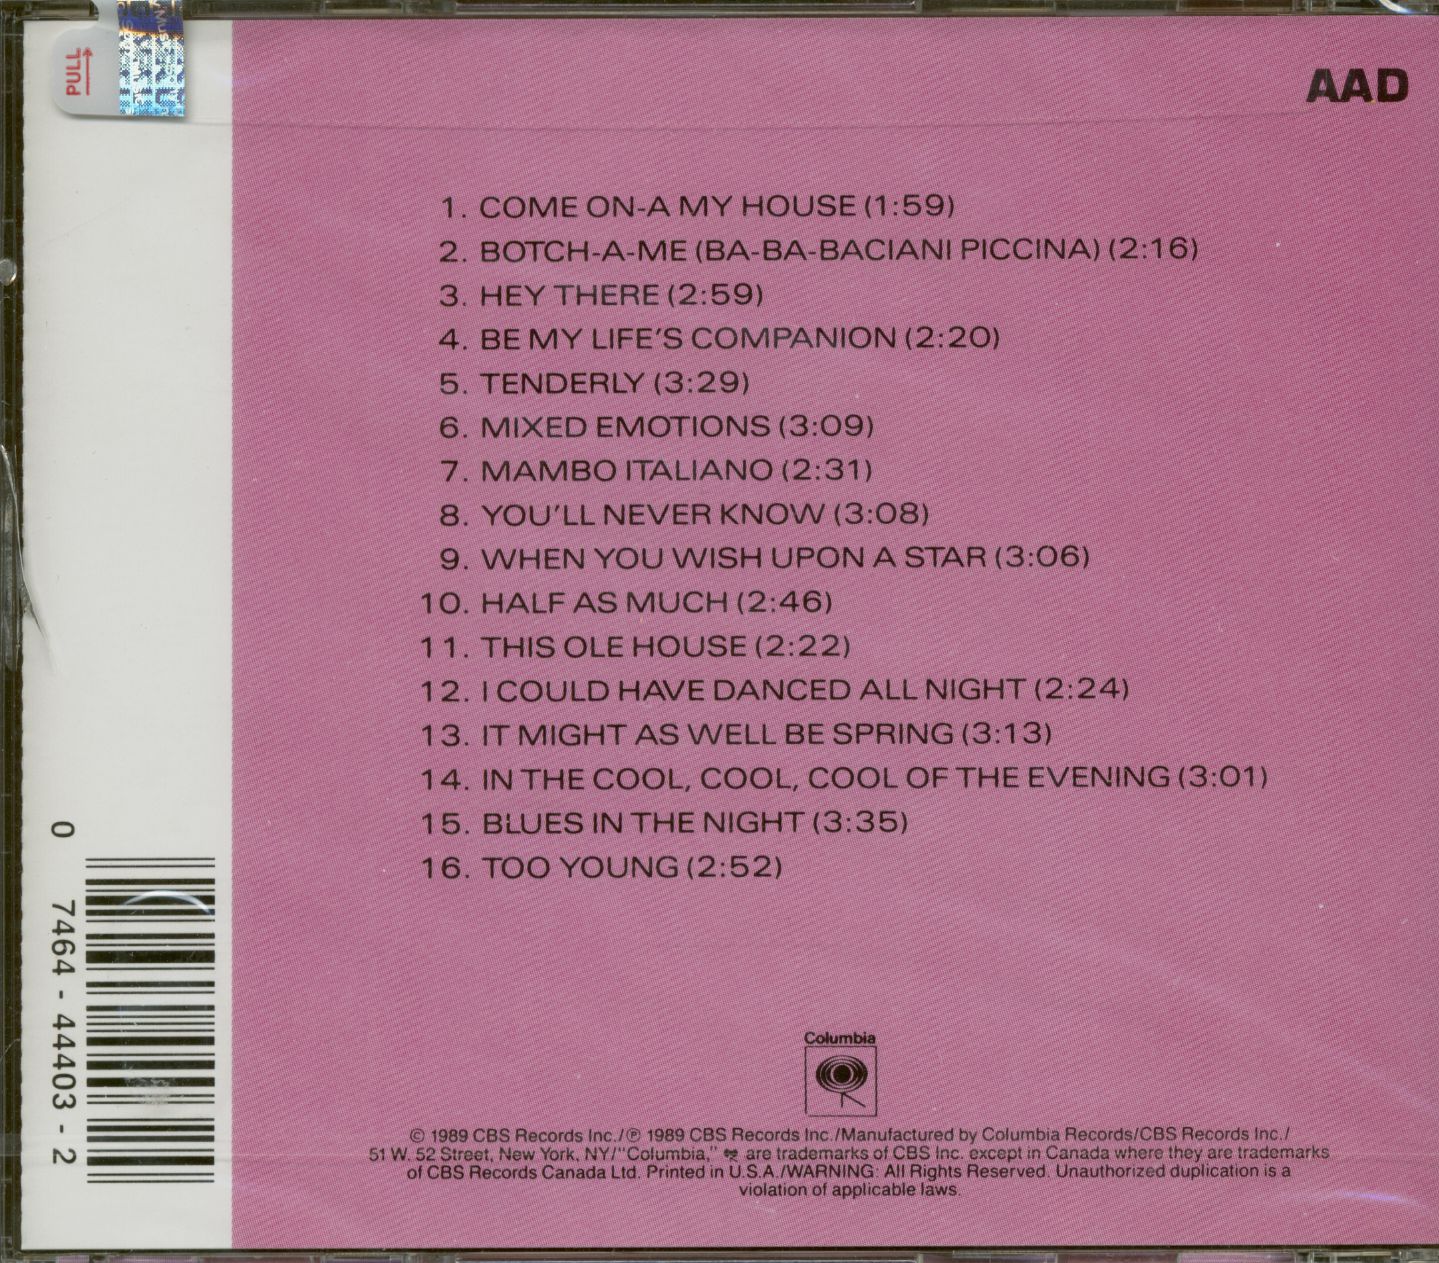 PULL
AAD
1. COME ON-A MY HOUSE (1:59)
2. BOTCH-A-ME (BA-BA-BACIANI PICCINA) (2:16)
3. HEY THERE (2:59)
4. BE MY LIFE'S COMPANION (2:20)
5. TENDERLY (3:29)
6. MIXED EMOTIONS (3:09)
7. MAMBO ITALIANO (2:31)
8. YOU'LL NEVER KNOW (3:08)
9. WHEN YOU WISH UPON A STAR (3:06)
10. HALF AS MUCH (2:46)
11. THIS OLE HOUSE (2:22)
12. I COULD HAVE DANCED ALL NIGHT (2:24)
13. IT MIGHT AS WELL BE SPRING (3:13)
14. IN THE COOL, COOL, COOL OF THE EVENING (3:01)
15. BLUES IN THE NIGHT (3:35)
16. TOO YOUNG (2:52)
0 7464-44403-2
Columbia
© 1989 CBS Records Inc./℗ 1989 CBS Records Inc./Manufactured by Columbia Records/CBS Records Inc./
51 W. 52 Street, New York, NY/"Columbia," are trademarks of CBS Inc. except in Canada where they are trademarks
of CBS Records Canada Ltd. Printed in U.S.A./WARNING: All Rights Reserved. Unauthorized duplication is a
violation of applicable laws.